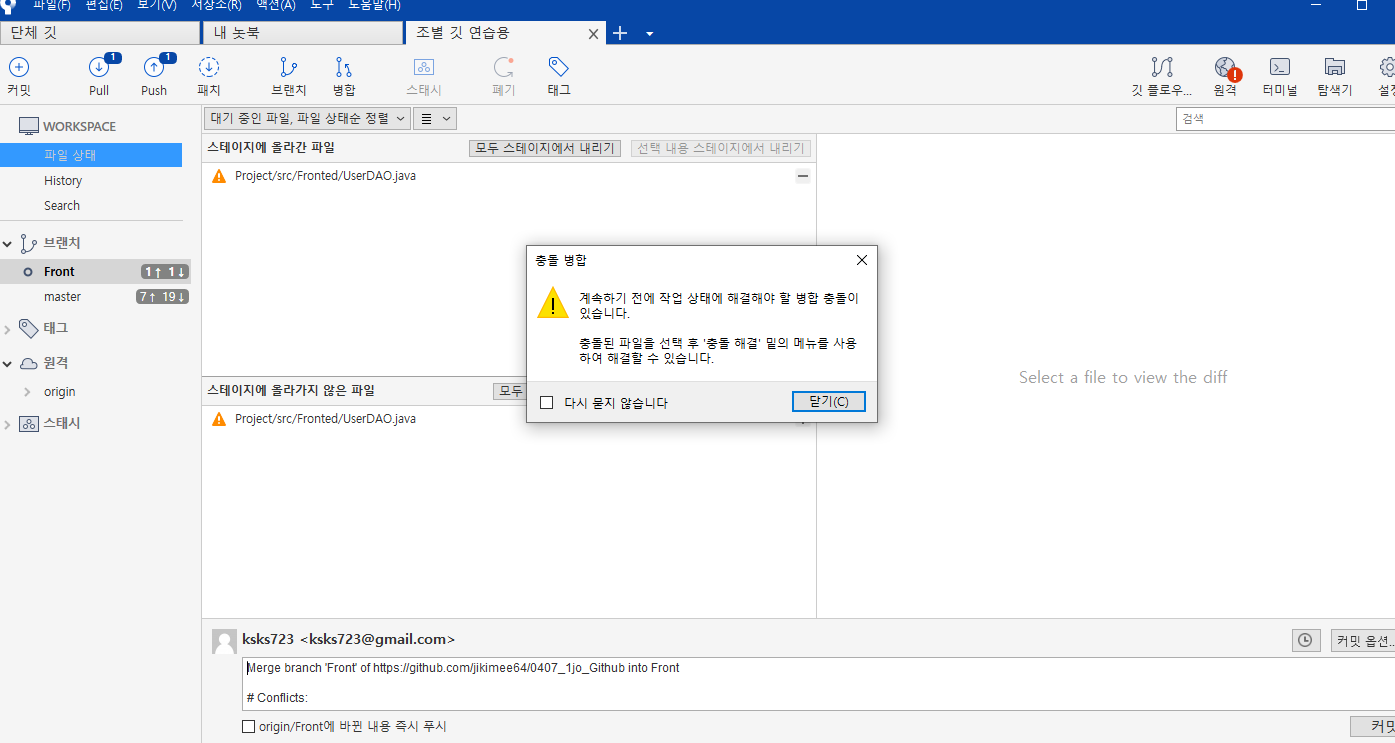 파일(F) 편집(E) 보기(V) 저장소(R) 액션(A) 도구 도움말(H)
단체 깃
내 놋북
조별 깃 연습용
1
1
커밋
Pull
Push
패치
브랜치
병합
스태시
폐기
태그
깃 플로우...
원격
터미널
탐색기
WORKSPACE
파일 상태
History
Search
브랜치
Front
1↑ 1↓
master
7↑ 19↓
태그
원격
origin
스태시
대기 중인 파일, 파일 상태순 정렬
검색
스테이지에 올라간 파일
모두 스테이지에서 내리기
선택 내용 스테이지에서 내리기
Project/src/Fronted/UserDAO.java
스테이지에 올라가지 않은 파일
모두
Project/src/Fronted/UserDAO.java
Select a file to view the diff
충돌 병합
계속하기 전에 작업 상태에 해결해야 할 병합 충돌이
있습니다.
충돌된 파일을 선택 후 '충돌 해결' 밑의 메뉴를 사용
하여 해결할 수 있습니다.
다시 묻지 않습니다
닫기(C)
ksks723 <ksks723@gmail.com>
커밋 옵션...
Merge branch 'Front' of https://github.com/jikimee64/0407_1jo_Github into Front
# Conflicts:
origin/Front에 바뀐 내용 즉시 푸시
커밋